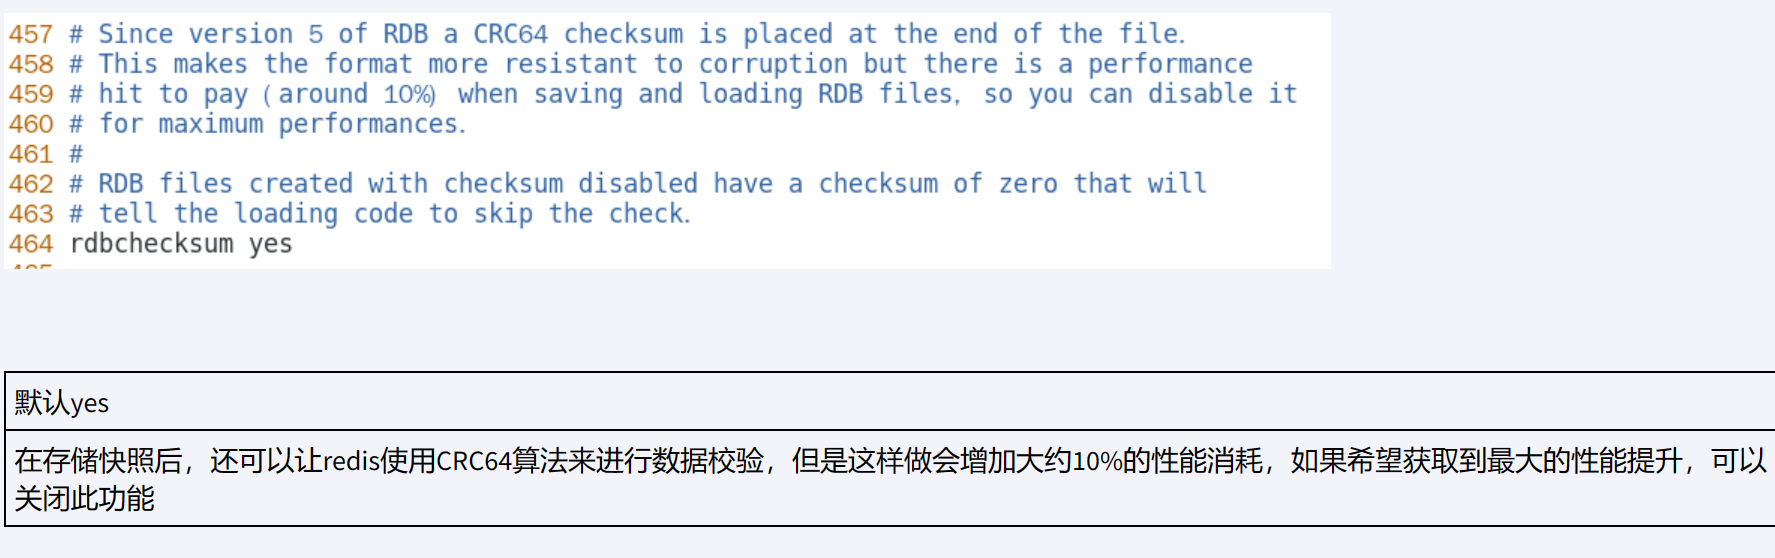 457 # Since version 5 of RDB a CRC64 checksum is placed at the end of the file.
458 # This makes the format more resistant to corruption but there is a performance
459 # hit to pay (around 10%) when saving and loading RDB files, so you can disable it
460 # for maximum performances.
461 #
462 # RDB files created with checksum disabled have a checksum of zero that will
463 # tell the loading code to skip the check.
464 rdbchecksum yes
默认yes
在存储快照后，还可以让redis使用CRC64算法来进行数据校验，但是这样做会增加大约10%的性能消耗，如果希望获取到最大的性能提升，可以
关闭此功能